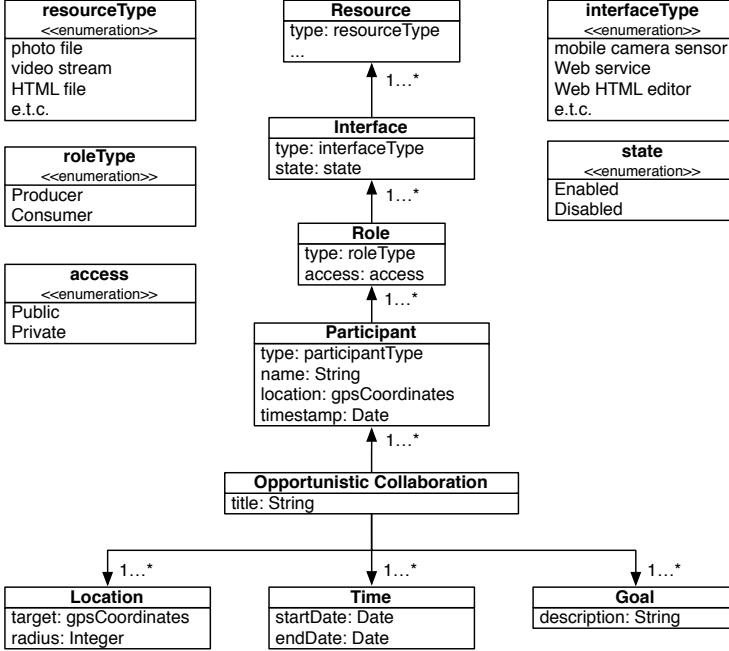 resourceType
<<enumeration>>
photo file
video stream
HTML file
e.t.c.
Resource
type: resourceType
...
interfaceType
<<enumeration>>
mobile camera sensor
Web service
Web HTML editor
e.t.c.
1...*
Interface
type: interfaceType
state: state
roleType
<<enumeration>>
Producer
Consumer
state
<<enumeration>>
Enabled
Disabled
1...*
Role
type: roleType
access: access
access
<<enumeration>>
Public
Private
1...*
Participant
type: participantType
name: String
location: gpsCoordinates
timestamp: Date
1...*
Opportunistic Collaboration
title: String
1...*
1...*
1...*
Location
target: gpsCoordinates
radius: Integer
Time
startDate: Date
endDate: Date
Goal
description: String